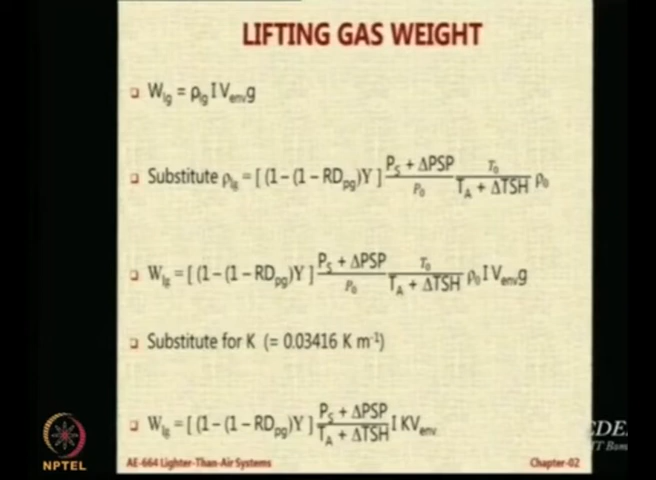 LIFTING GAS WEIGHT
W_lg = ρ_lg I V_env g
Substitute ρ_lg = [ (1 – (1 – RD_pg)Y ] (P_S + ΔPSP)/P_0 T_0/(T_A + ΔTSH) ρ_0
W_lg = [ (1 – (1 – RD_pg)Y ] (P_S + ΔPSP)/P_0 T_0/(T_A + ΔTSH) ρ_0 I V_env g
Substitute for K (= 0.03416 K m⁻¹)
W_lg = [ (1 – (1 – RD_pg)Y ] (P_S + ΔPSP)/(T_A + ΔTSH) I KV_env
NPTEL
AE-664 Lighter-Than-Air Systems
Chapter-02